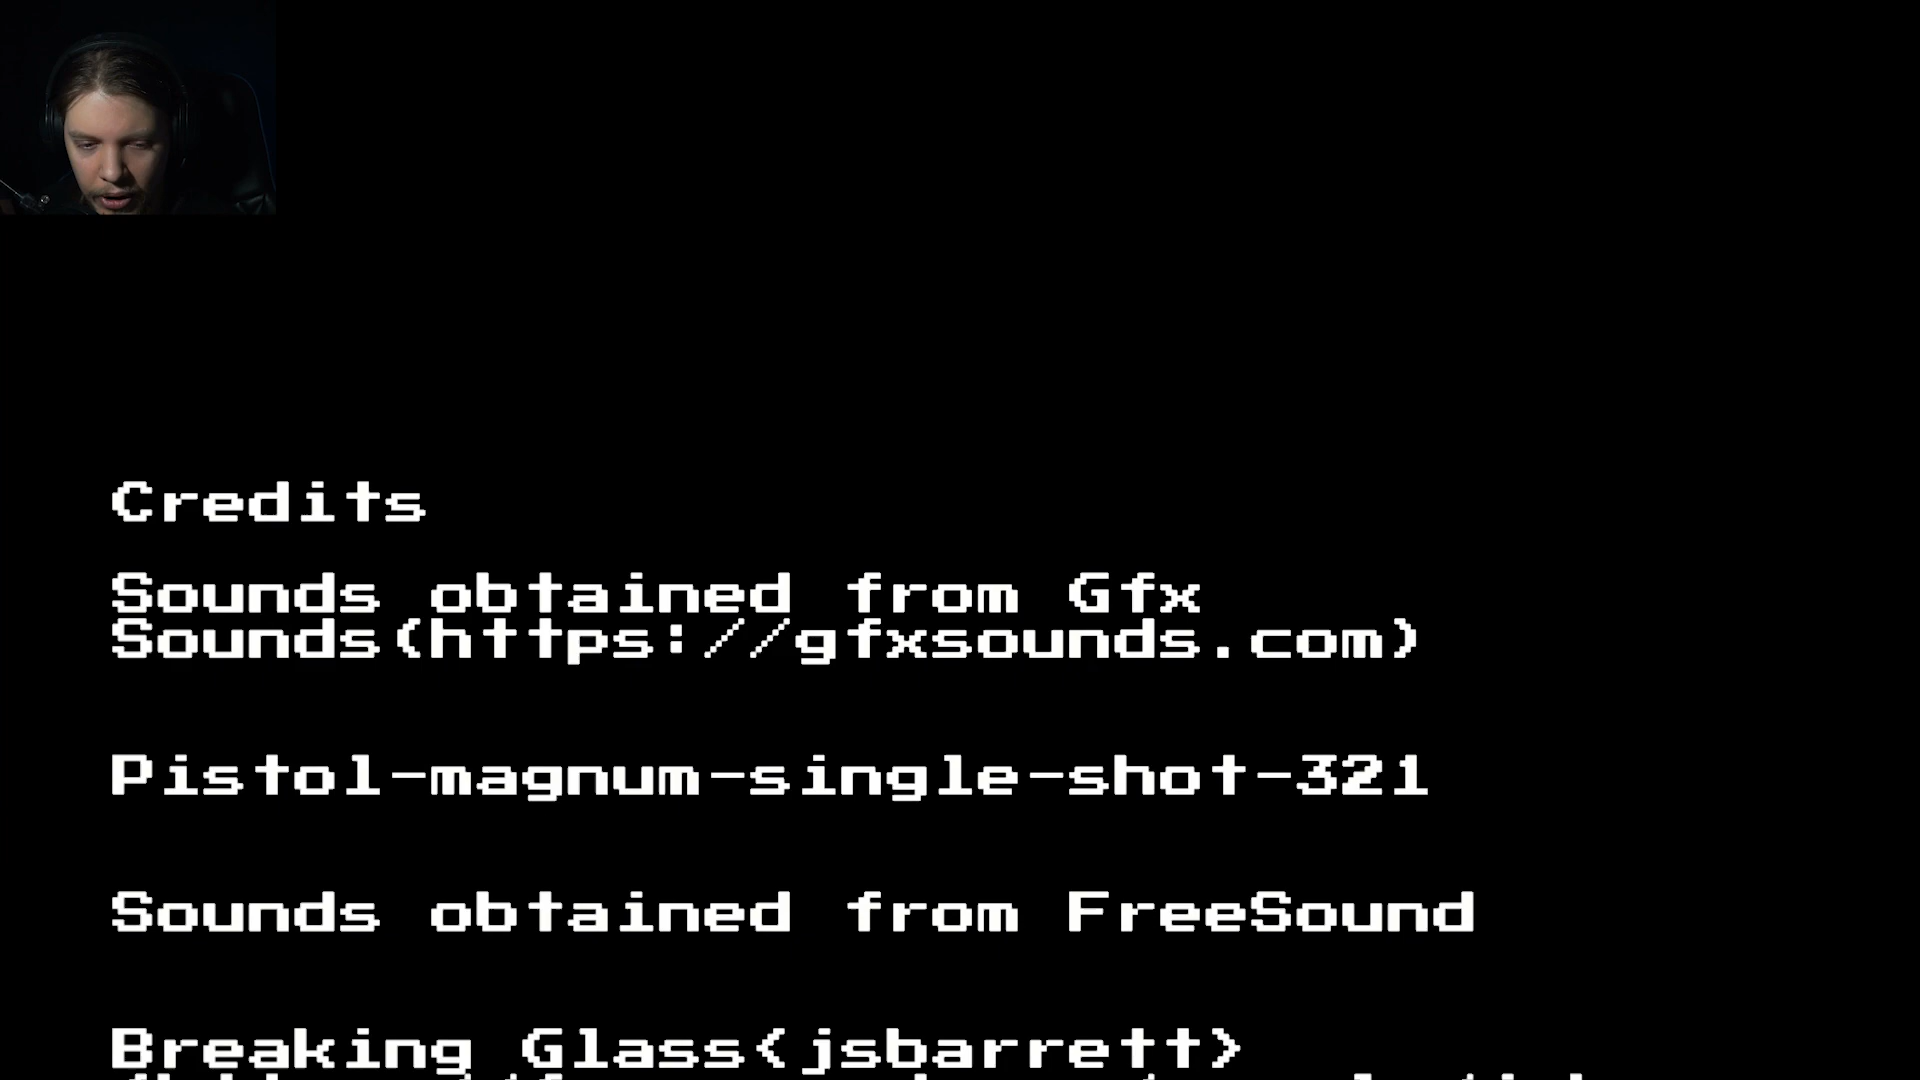 Credits
Sounds obtained from Gfx
Sounds(https://gfxsounds.com)
Pistol-magnum-single-shot-321
Sounds obtained from FreeSound
Breaking Glass(jsbarrett)